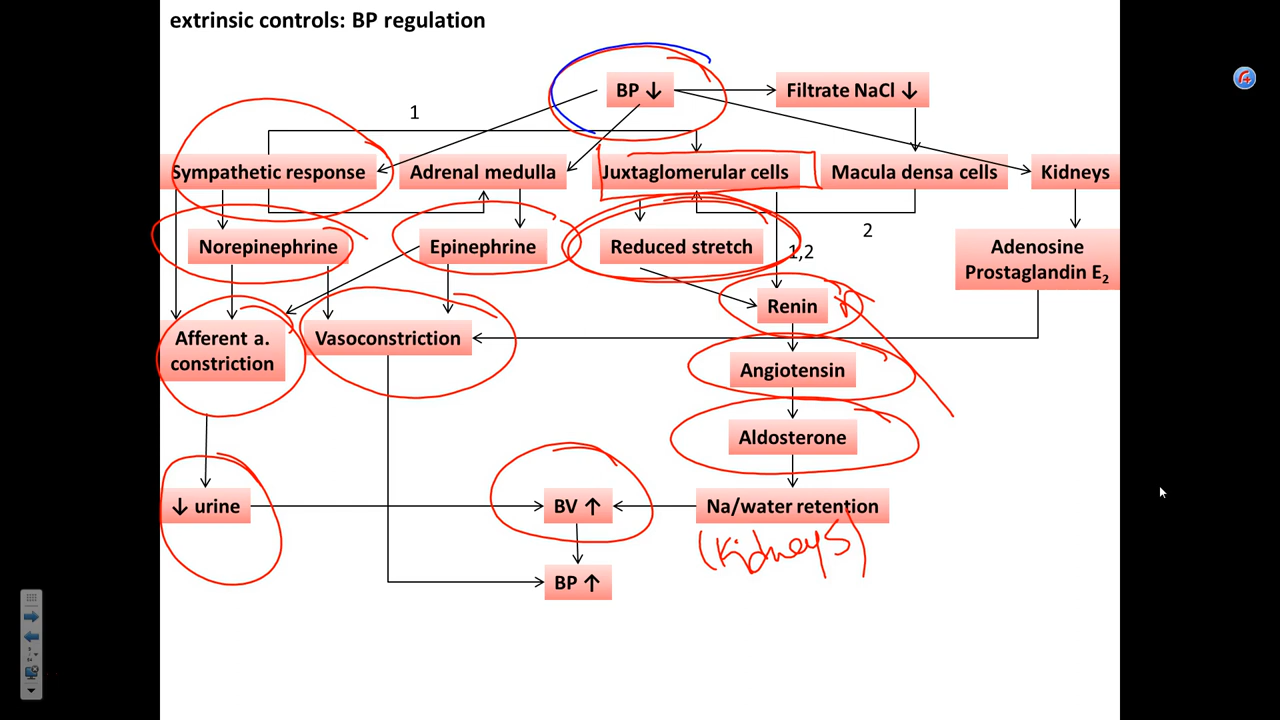 extrinsic controls: BP regulation
BP ↓
Filtrate NaCl ↓
1
Sympathetic response
Adrenal medulla
Juxtaglomerular cells
Macula densa cells
Kidneys
2
Norepinephrine
Epinephrine
Reduced stretch
1,2
Adenosine
Prostaglandin E2
Renin
Afferent a.
constriction
Vasoconstriction
Angiotensin
Aldosterone
↓ urine
BV ↑
Na/water retention
(Kidneys)
BP ↑